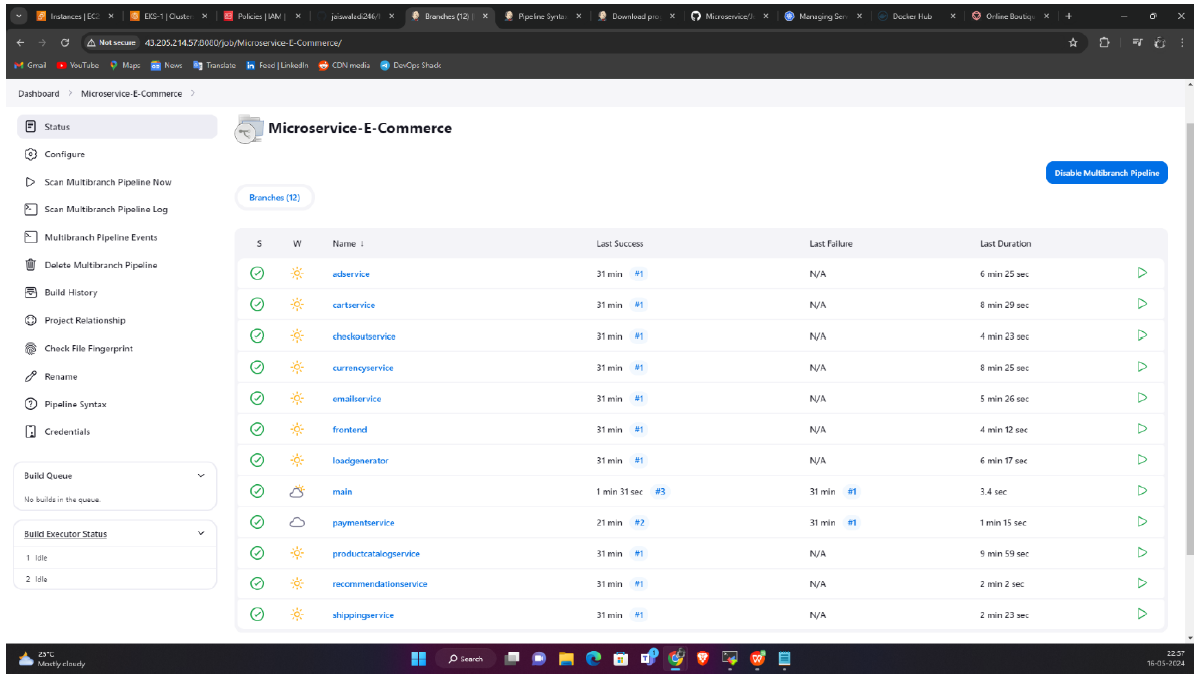 Instances | EC2
EKS-1 | Cluster
Policies | IAM |
jaiswaladi246/
Branches (12) |
Pipeline Synta
Download pro
Microservice/J
Managing Ser
Docker Hub
Online Boutiq
Not secure 43.205.214.57:8080/job/Microservice-E-Commerce/
Gmail YouTube Maps News Translate Feed | LinkedIn CDN media DevOps Shack
Dashboard > Microservice-E-Commerce >
Status
Configure
Scan Multibranch Pipeline Now
Scan Multibranch Pipeline Log
Multibranch Pipeline Events
Delete Multibranch Pipeline
Build History
Project Relationship
Check File Fingerprint
Rename
Pipeline Syntax
Credentials
Build Queue
No builds in the queue.
Build Executor Status
1 Idle
2 Idle
Microservice-E-Commerce
Disable Multibranch Pipeline
Branches (12)
S W Name ↓ Last Success Last Failure Last Duration
adservice 31 min #1 N/A 6 min 25 sec
cartservice 31 min #1 N/A 8 min 29 sec
checkoutservice 31 min #1 N/A 4 min 23 sec
currencyservice 31 min #1 N/A 8 min 25 sec
emailservice 31 min #1 N/A 5 min 26 sec
frontend 31 min #1 N/A 4 min 12 sec
loadgenerator 31 min #1 N/A 6 min 17 sec
main 1 min 31 sec #3 31 min #1 3.4 sec
paymentservice 21 min #2 31 min #1 1 min 15 sec
productcatalogservice 31 min #1 N/A 9 min 59 sec
recommendationservice 31 min #1 N/A 2 min 2 sec
shippingservice 31 min #1 N/A 2 min 23 sec
Mostly cloudy
Search
22:57
16-05-2024